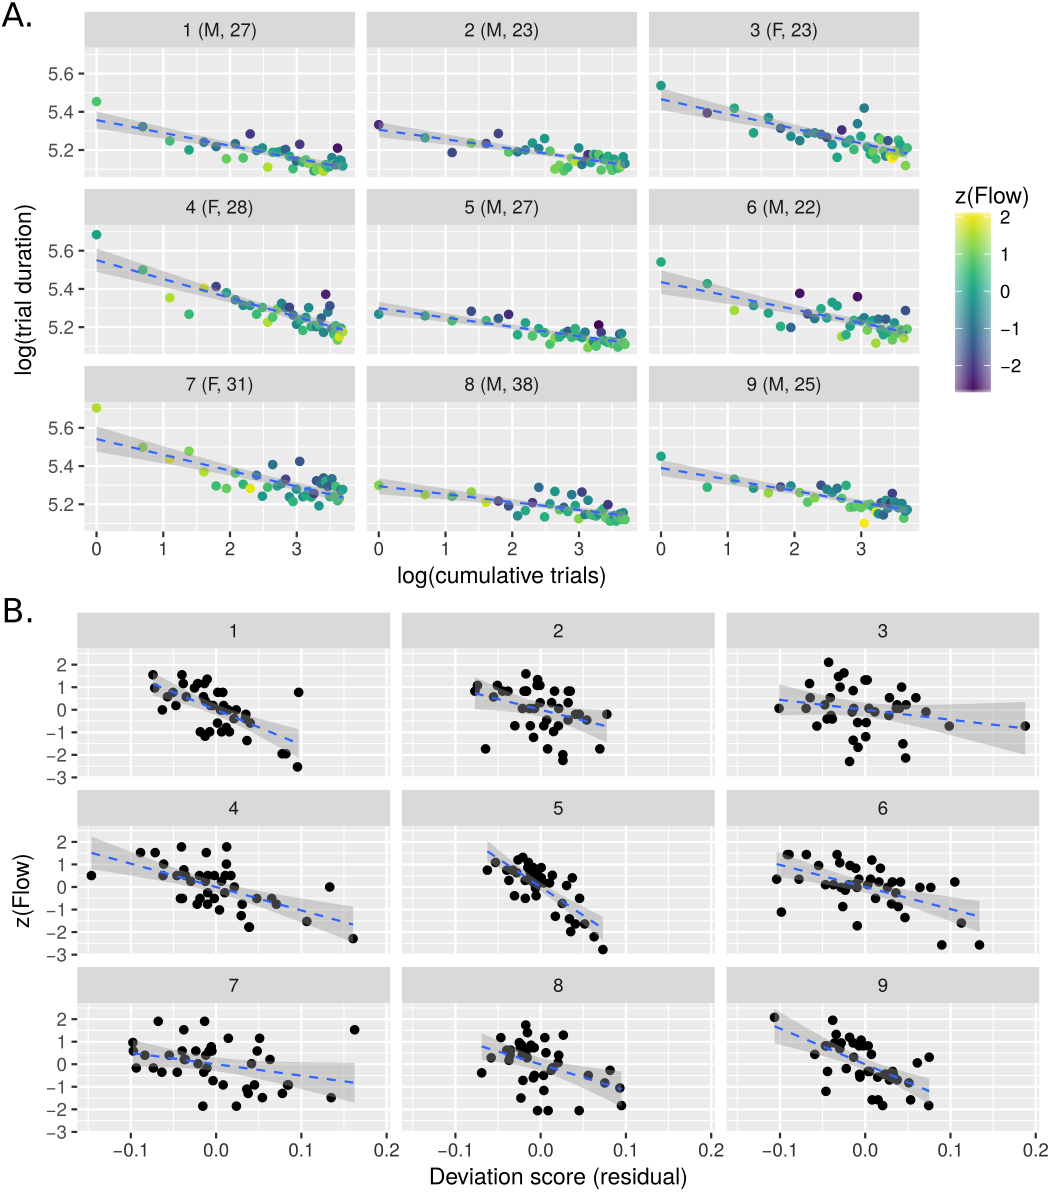 A.
1 (M, 27) 2 (M, 23) 3 (F, 23)
5.6
5.4
5.2
4 (F, 28) 5 (M, 27) 6 (M, 22)
5.6
5.4
5.2
7 (F, 31) 8 (M, 38) 9 (M, 25)
5.6
5.4
5.2
0 1 2 3 0 1 2 3 0 1 2 3
log(trial duration)
log(cumulative trials)
z(Flow)
2
1
0
−1
−2
B.
1 2 3
2
1
0
−1
−2
−3
4 5 6
2
1
0
−1
−2
−3
7 8 9
2
1
0
−1
−2
−3
−0.1 0.0 0.1 0.2 −0.1 0.0 0.1 0.2 −0.1 0.0 0.1 0.2
z(Flow)
Deviation score (residual)